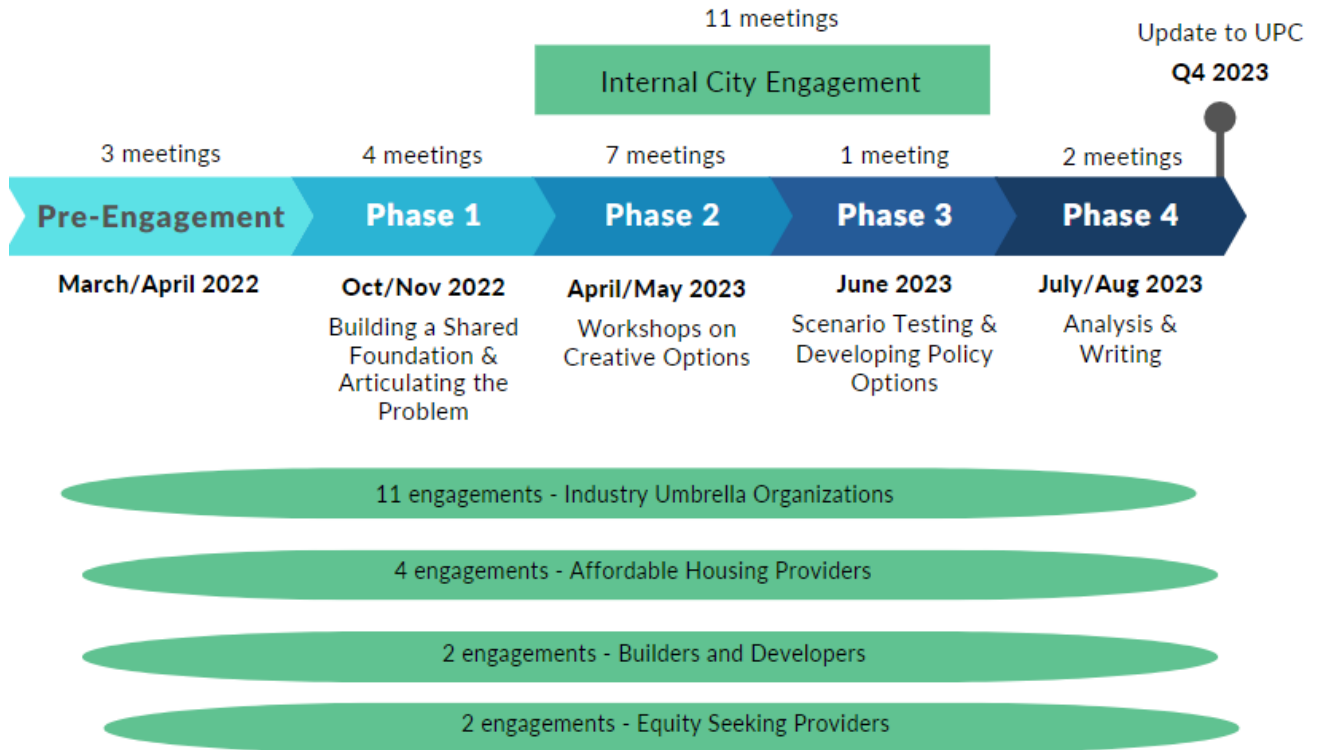 11 meetings
Internal City Engagement
Update to UPC
Q4 2023
3 meetings
4 meetings
7 meetings
1 meeting
2 meetings
Pre-Engagement
Phase 1
Phase 2
Phase 3
Phase 4
March/April 2022
Oct/Nov 2022
Building a Shared
Foundation &
Articulating the
Problem
April/May 2023
Workshops on
Creative Options
June 2023
Scenario Testing &
Developing Policy
Options
July/Aug 2023
Analysis &
Writing
11 engagements - Industry Umbrella Organizations
4 engagements - Affordable Housing Providers
2 engagements - Builders and Developers
2 engagements - Equity Seeking Providers